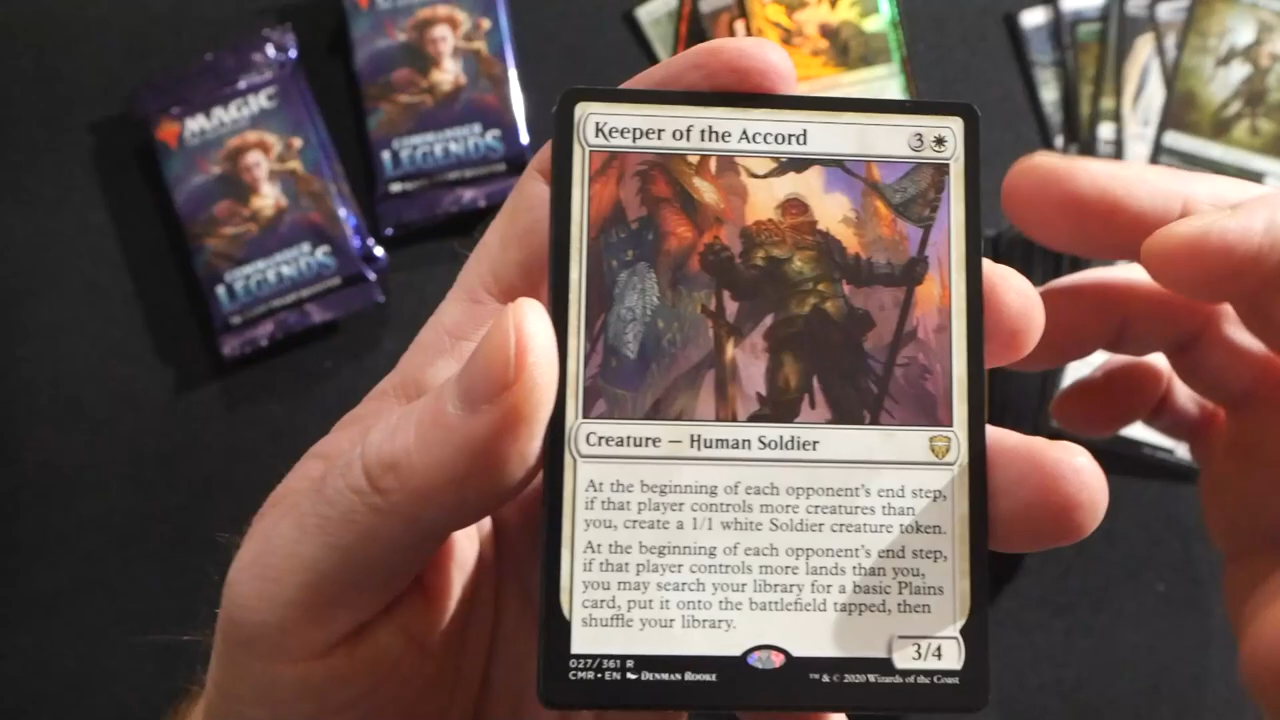 MAGIC
COMMANDER
LEGENDS
COMMANDER
LEGENDS
Keeper of the Accord 3
Creature — Human Soldier
At the beginning of each opponent's end step,
if that player controls more creatures than
you, create a 1/1 white Soldier creature token.
At the beginning of each opponent's end step,
if that player controls more lands than you,
you may search your library for a basic Plains
card, put it onto the battlefield tapped, then
shuffle your library.
3/4
027/361 R
CMR • EN Denman Rooke
™ & © 2020 Wizards of the Coast